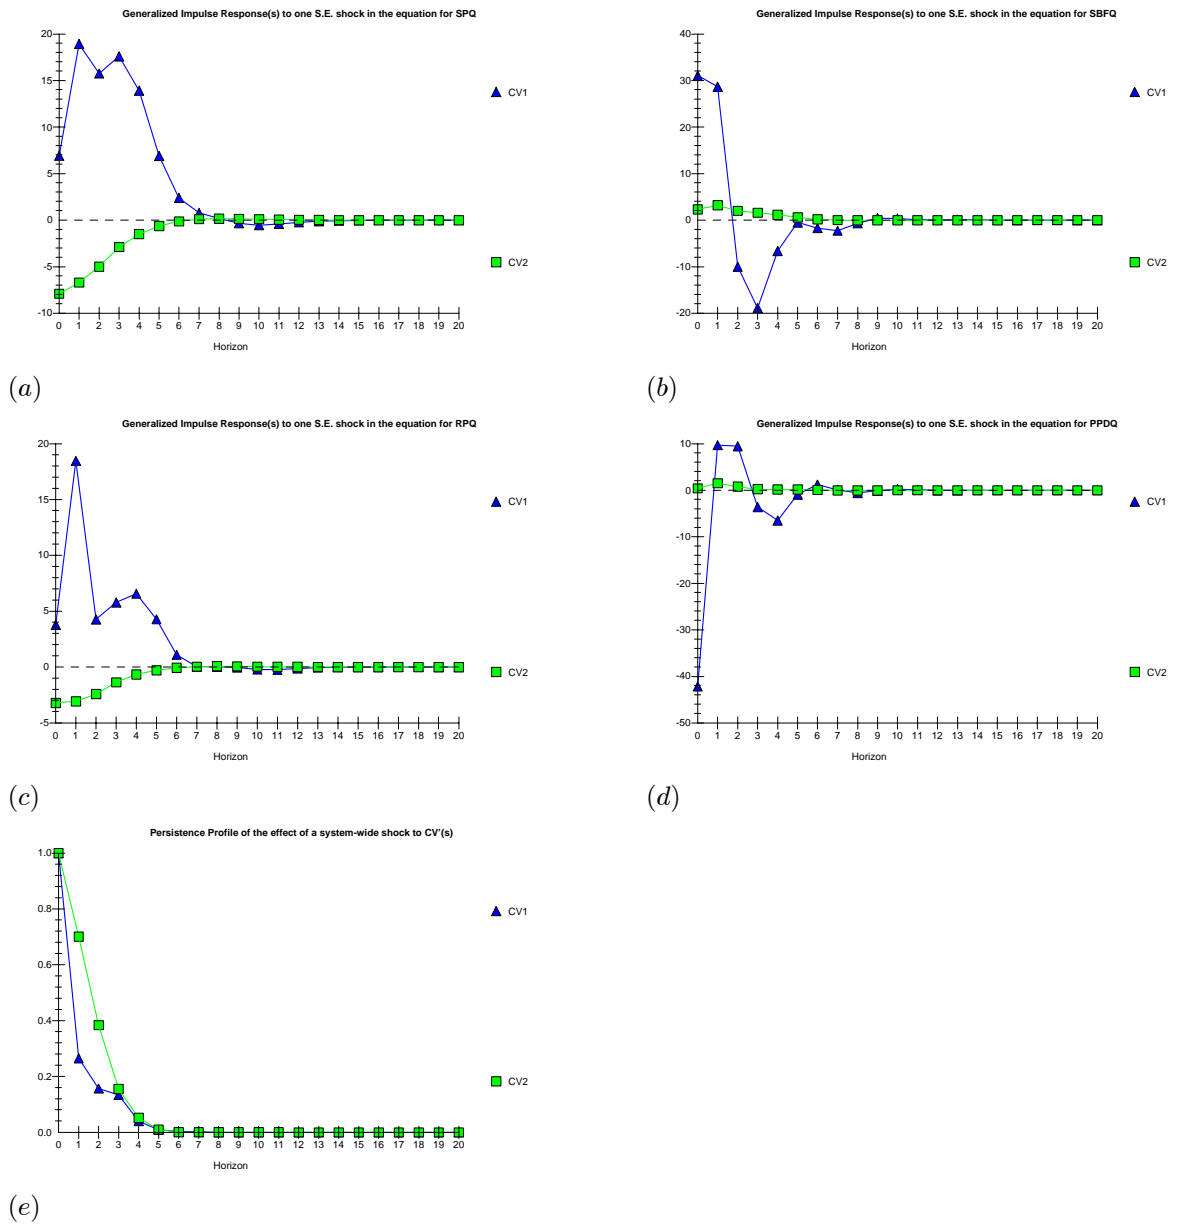 Generalized Impulse Response(s) to one S.E. shock in the equation for SPQ
20
15
10
5
0
-5
-10
0 1 2 3 4 5 6 7 8 9 10 11 12 13 14 15 16 17 18 19 20
Horizon
CV1
CV2
(a)
Generalized Impulse Response(s) to one S.E. shock in the equation for SBFQ
40
30
20
10
0
-10
-20
0 1 2 3 4 5 6 7 8 9 10 11 12 13 14 15 16 17 18 19 20
Horizon
CV1
CV2
(b)
Generalized Impulse Response(s) to one S.E. shock in the equation for RPQ
20
15
10
5
0
-5
0 1 2 3 4 5 6 7 8 9 10 11 12 13 14 15 16 17 18 19 20
Horizon
CV1
CV2
(c)
Generalized Impulse Response(s) to one S.E. shock in the equation for PPDQ
10
0
-10
-20
-30
-40
-50
0 1 2 3 4 5 6 7 8 9 10 11 12 13 14 15 16 17 18 19 20
Horizon
CV1
CV2
(d)
Persistence Profile of the effect of a system-wide shock to CV'(s)
1.0
0.8
0.6
0.4
0.2
0.0
0 1 2 3 4 5 6 7 8 9 10 11 12 13 14 15 16 17 18 19 20
Horizon
CV1
CV2
(e)